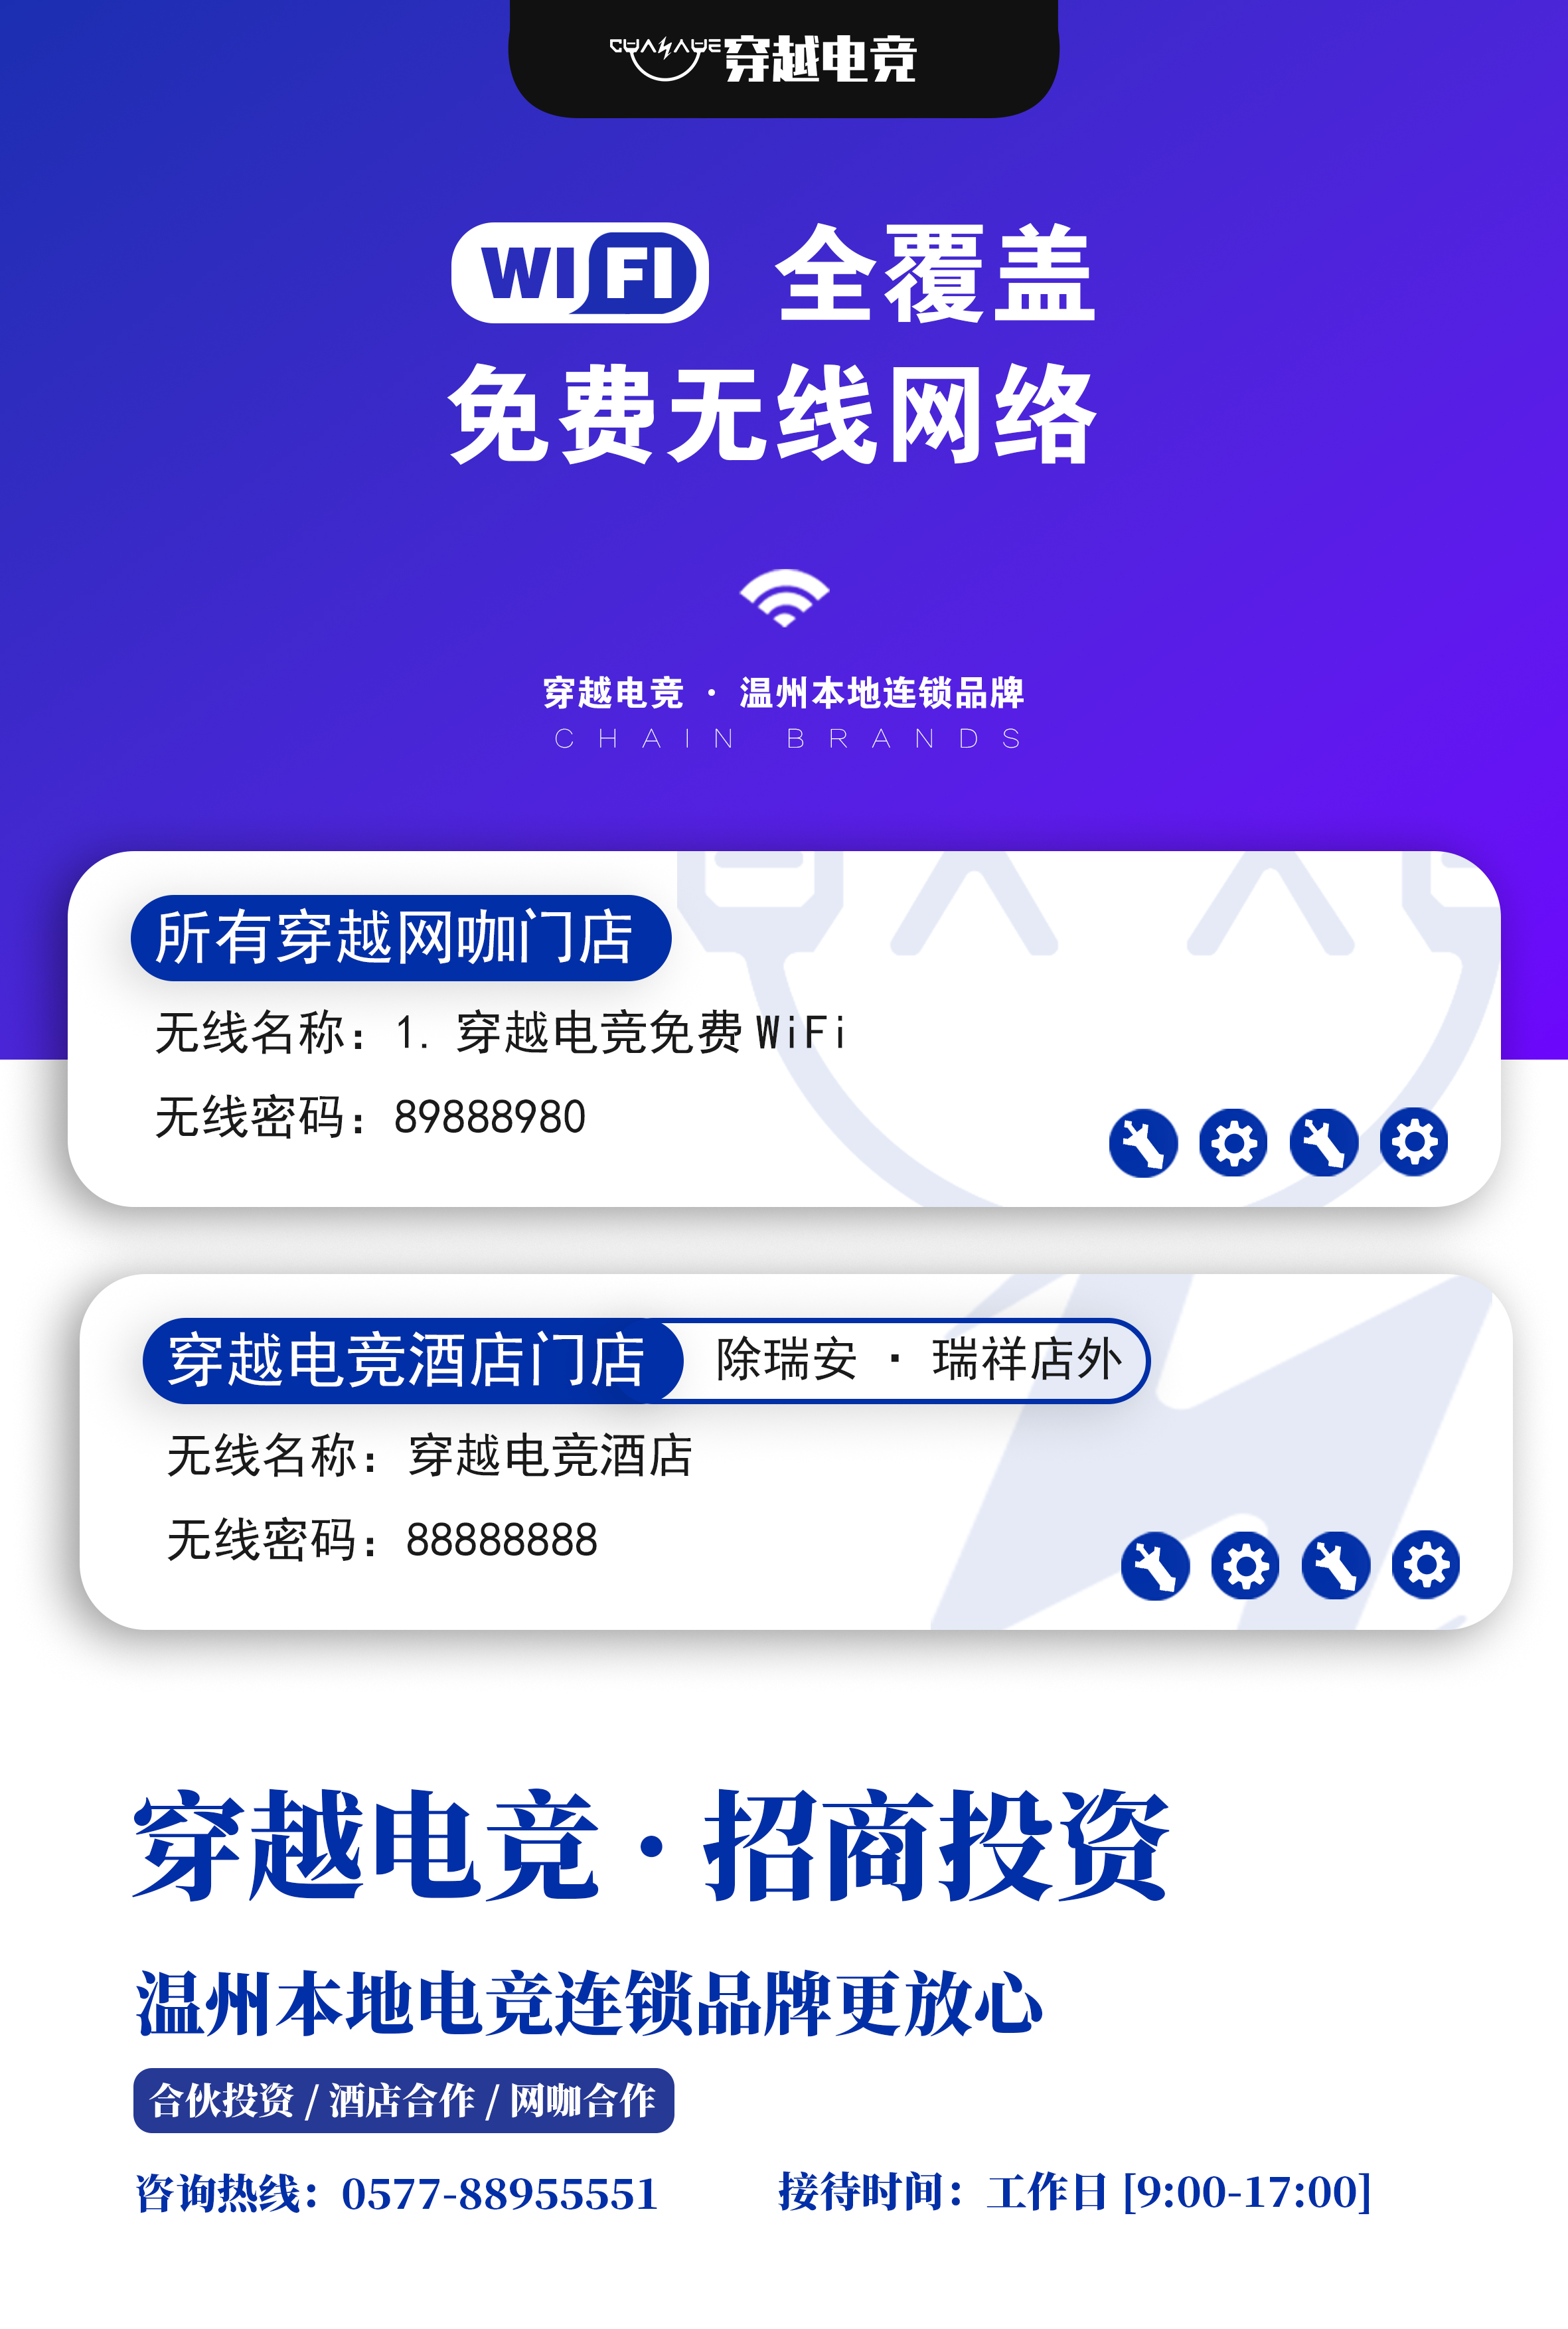 CUAYUE 穿越电竞
WIFI 全覆盖
免费无线网络
穿越电竞 · 温州本地连锁品牌
CHAIN BRANDS
所有穿越网咖门店
无线名称：1. 穿越电竞免费WiFi
无线密码：89888980
穿越电竞酒店门店 除瑞安 · 瑞祥店外
无线名称：穿越电竞酒店
无线密码：88888888
穿越电竞 · 招商投资
温州本地电竞连锁品牌更放心
合伙投资 / 酒店合作 / 网咖合作
咨询热线：0577-88955551 接待时间：工作日 [9:00-17:00]